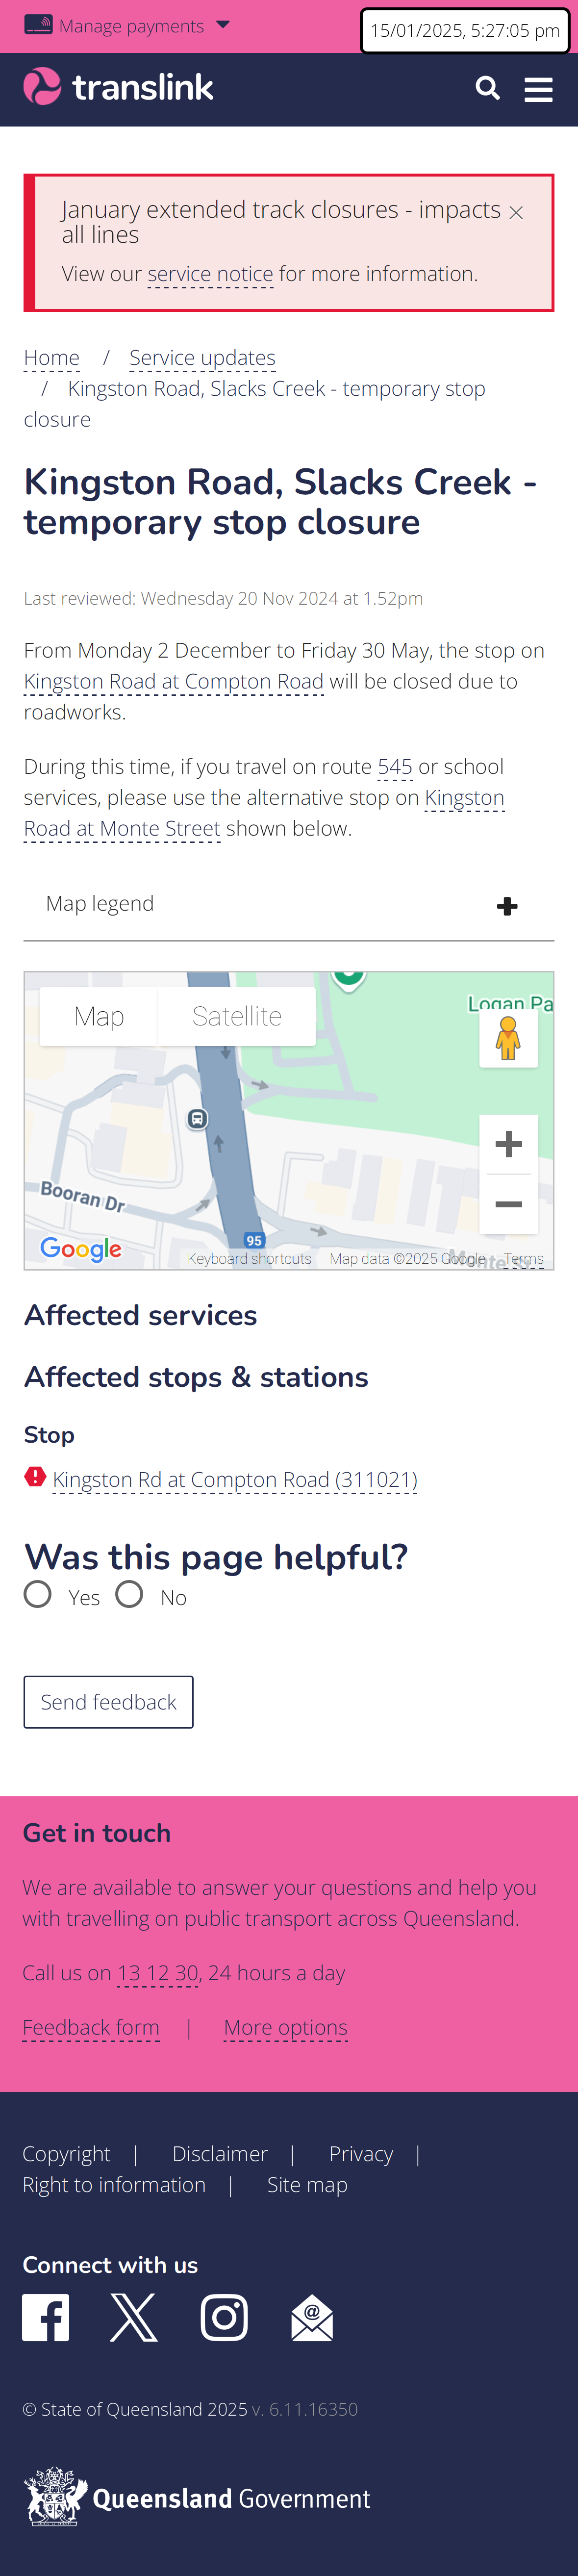 Manage payments
15/01/2025, 5:27:05 pm
translink
January extended track closures - impacts
all lines
View our service notice for more information.
Home / Service updates
/ Kingston Road, Slacks Creek - temporary stop
closure
Kingston Road, Slacks Creek -
temporary stop closure
Last reviewed: Wednesday 20 Nov 2024 at 1.52pm
From Monday 2 December to Friday 30 May, the stop on
Kingston Road at Compton Road will be closed due to
roadworks.
During this time, if you travel on route 545 or school
services, please use the alternative stop on Kingston
Road at Monte Street shown below.
Map legend
Map Satellite
Logan Pa
Booran Dr
95
Google
Keyboard shortcuts Map data ©2025 Google Terms
Affected services
Affected stops & stations
Stop
Kingston Rd at Compton Road (311021)
Was this page helpful?
Yes No
Send feedback
Get in touch
We are available to answer your questions and help you
with travelling on public transport across Queensland.
Call us on 13 12 30, 24 hours a day
Feedback form | More options
Copyright | Disclaimer | Privacy |
Right to information | Site map
Connect with us
© State of Queensland 2025 v. 6.11.16350
Queensland Government